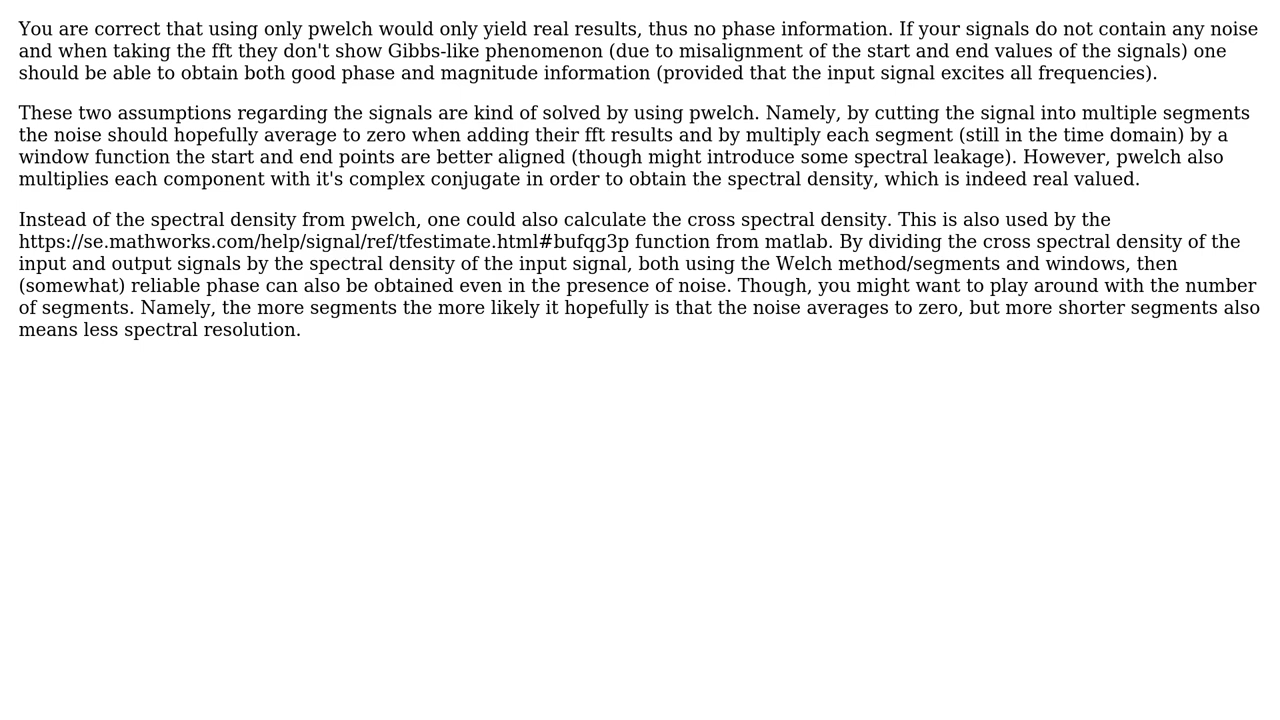 You are correct that using only pwelch would only yield real results, thus no phase information. If your signals do not contain any noise
and when taking the fft they don't show Gibbs-like phenomenon (due to misalignment of the start and end values of the signals) one
should be able to obtain both good phase and magnitude information (provided that the input signal excites all frequencies).
These two assumptions regarding the signals are kind of solved by using pwelch. Namely, by cutting the signal into multiple segments
the noise should hopefully average to zero when adding their fft results and by multiply each segment (still in the time domain) by a
window function the start and end points are better aligned (though might introduce some spectral leakage). However, pwelch also
multiplies each component with it's complex conjugate in order to obtain the spectral density, which is indeed real valued.
Instead of the spectral density from pwelch, one could also calculate the cross spectral density. This is also used by the
https://se.mathworks.com/help/signal/ref/tfestimate.html#bufqg3p function from matlab. By dividing the cross spectral density of the
input and output signals by the spectral density of the input signal, both using the Welch method/segments and windows, then
(somewhat) reliable phase can also be obtained even in the presence of noise. Though, you might want to play around with the number
of segments. Namely, the more segments the more likely it hopefully is that the noise averages to zero, but more shorter segments also
means less spectral resolution.